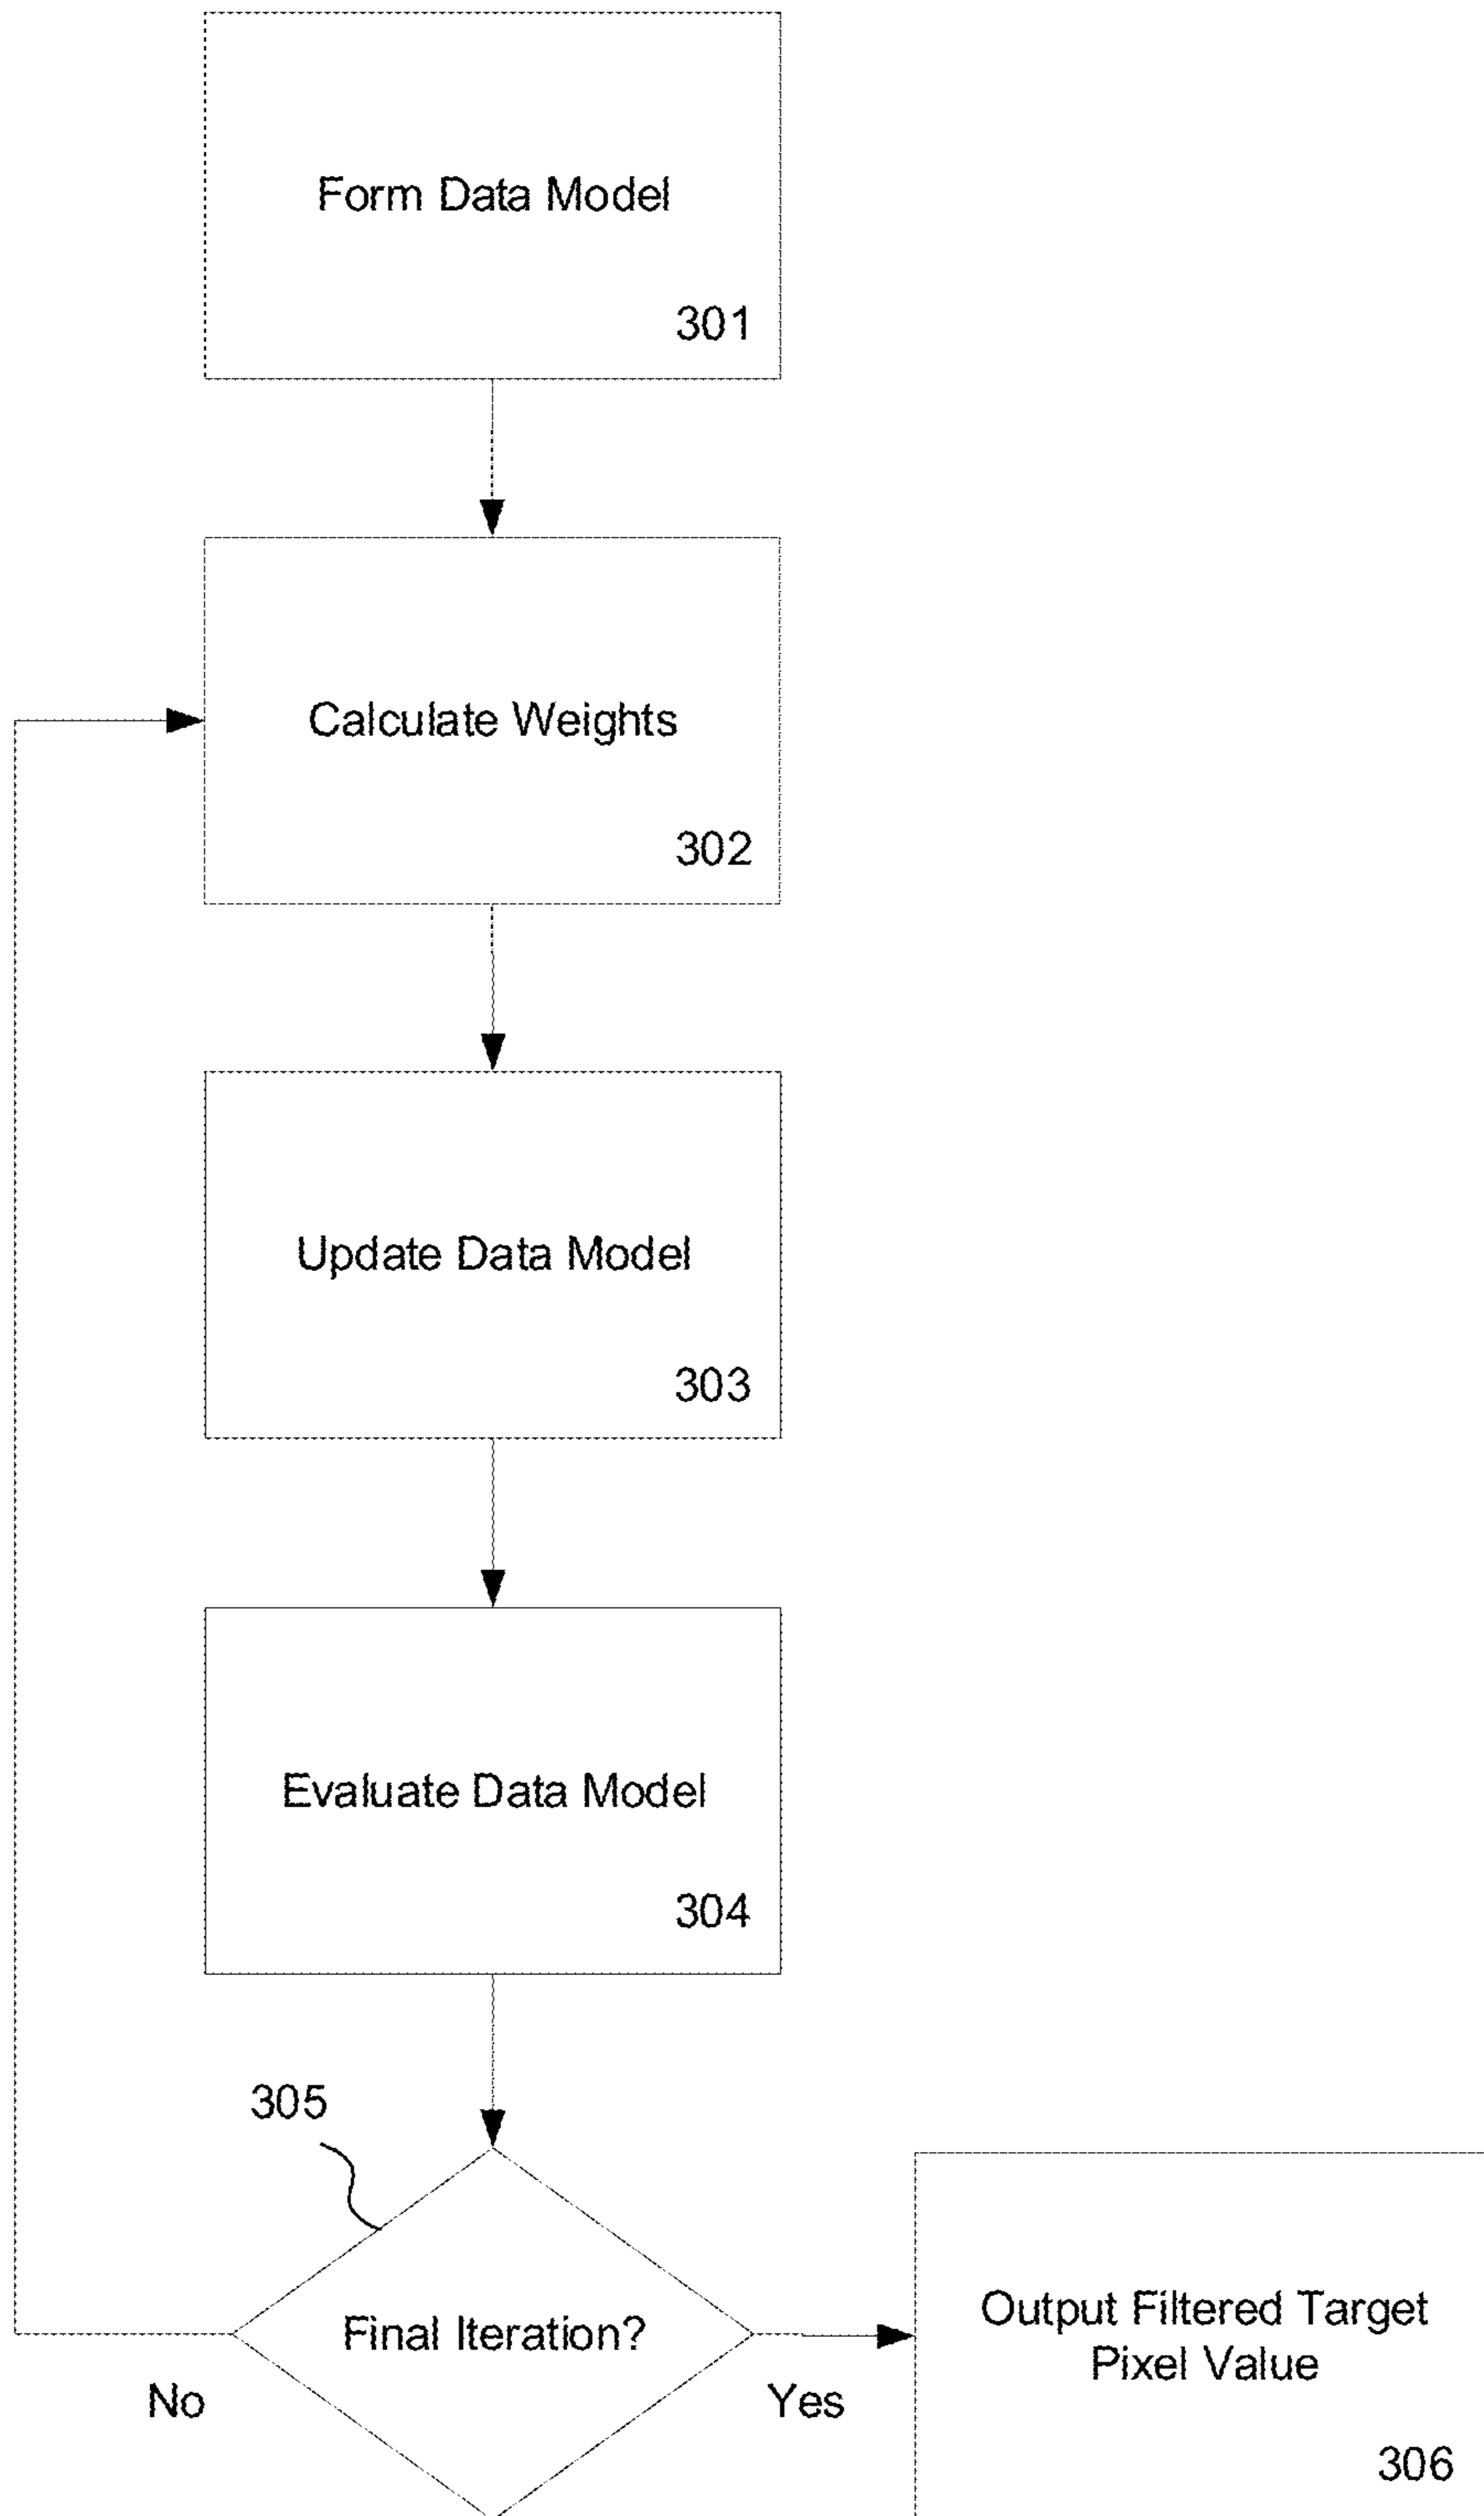 Form Data Model
301
Calculate Weights
302
Update Data Model
303
Evaluate Data Model
304
305
Final Iteration?
No
Yes
Output Filtered Target
Pixel Value
306